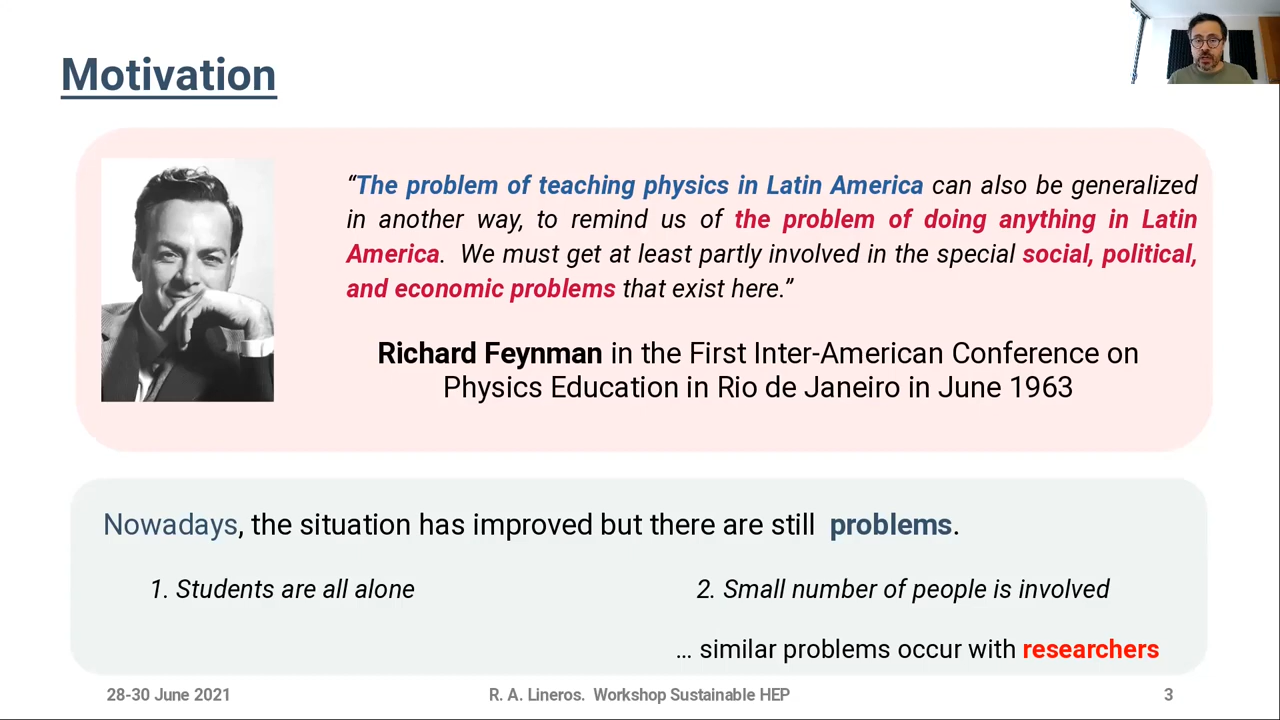 Motivation
“The problem of teaching physics in Latin America can also be generalized
in another way, to remind us of the problem of doing anything in Latin
America. We must get at least partly involved in the special social, political,
and economic problems that exist here.”
Richard Feynman in the First Inter-American Conference on
Physics Education in Rio de Janeiro in June 1963
Nowadays, the situation has improved but there are still problems.
1. Students are all alone
2. Small number of people is involved
... similar problems occur with researchers
28-30 June 2021
R. A. Lineros. Workshop Sustainable HEP
3